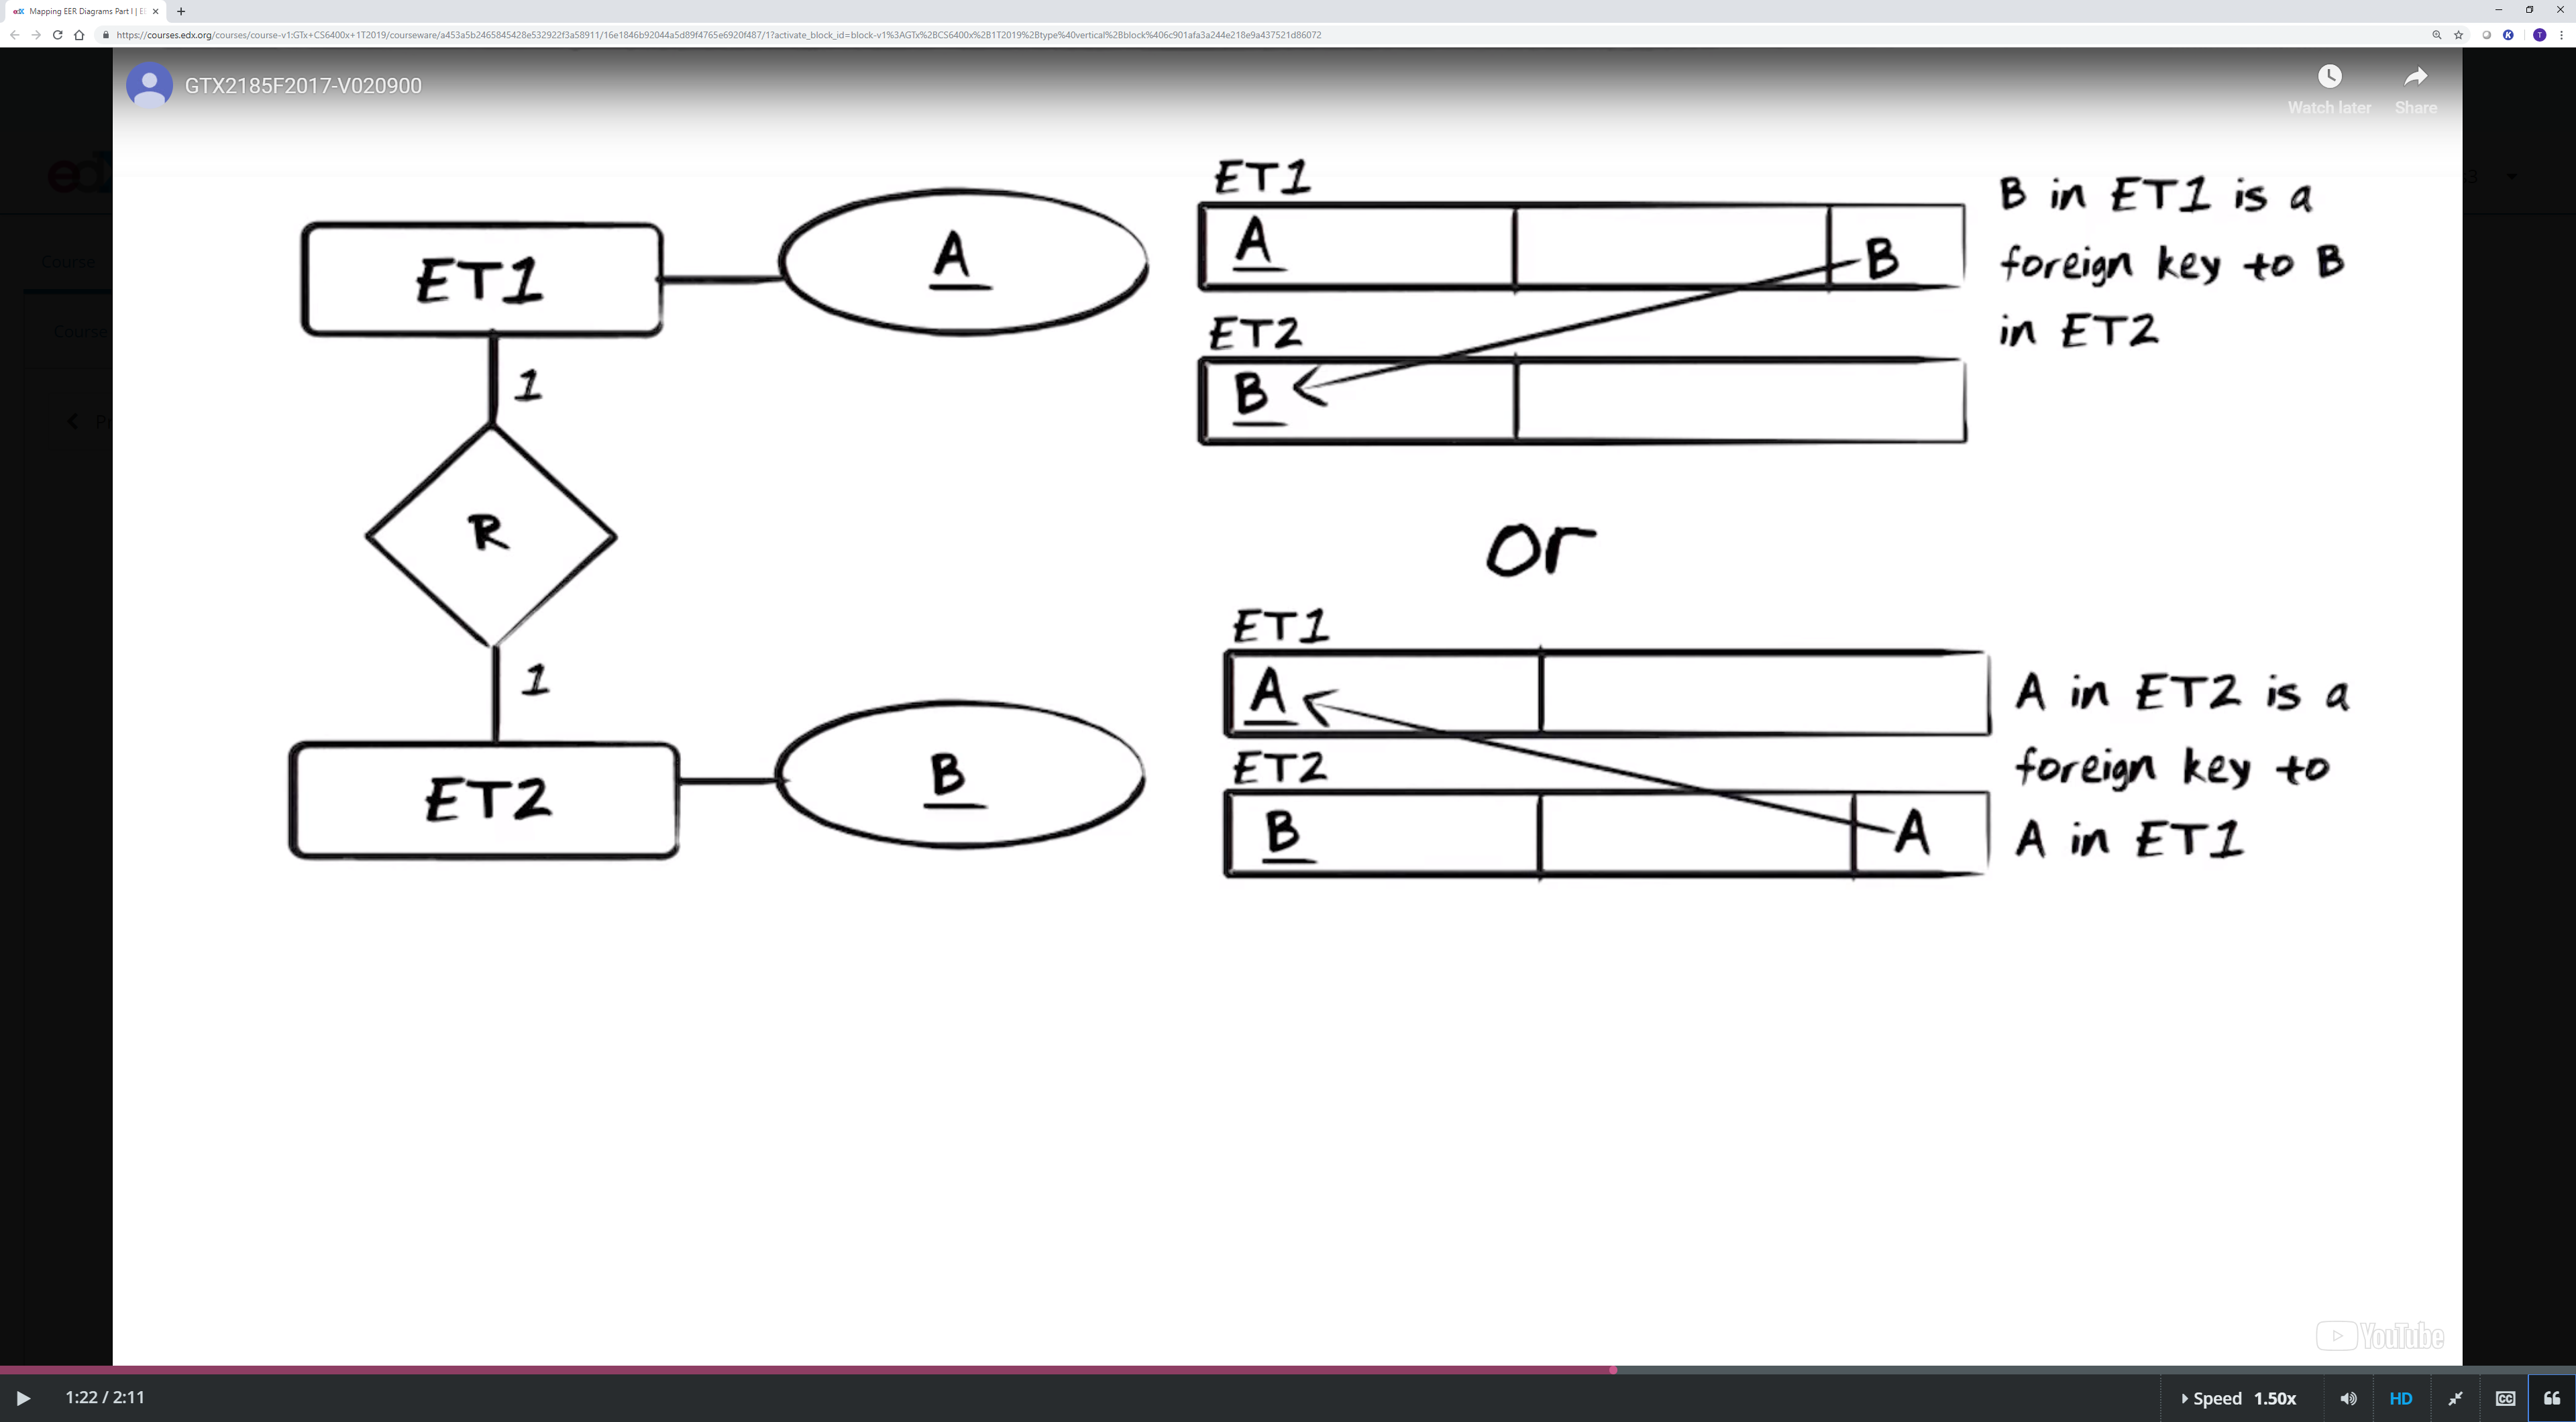 Mapping EER Diagrams Part I | E
https://courses.edx.org/courses/course-v1:GTx+CS6400x+1T2019/courseware/a453a5b2465845428e532922f3a58911/16e1846b92044a5d89f4765e6920f487/1?activate_block_id=block-v1%3AGTx%2BCS6400x%2B1T2019%2Btype%40vertical%2Bblock%406c901afa3a244e218e9a437521d86072
GTX2185F2017-V020900
Watch later
Share
Course
Course
ET1
A
1
R
1
ET2
B
ET1
A
B
ET2
B
B in ET1 is a
foreign key to B
in ET2
or
ET1
A
ET2
B
A
A in ET2 is a
foreign key to
A in ET1
YouTube
1:22 / 2:11
Speed 1.50x
HD
CC